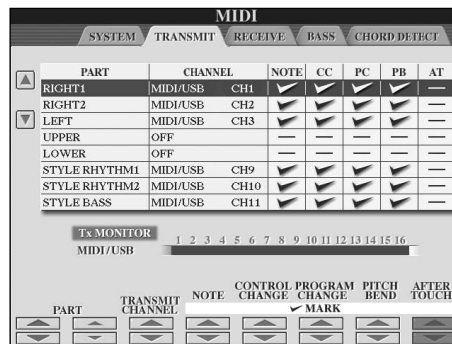 MIDI
SYSTEM TRANSMIT RECEIVE BASS CHORD DETECT
PART CHANNEL NOTE CC PC PB AT
RIGHT1 MIDI/USB CH1 ✓ ✓ ✓ ✓ —
RIGHT2 MIDI/USB CH2 ✓ ✓ ✓ ✓ —
LEFT MIDI/USB CH3 ✓ ✓ ✓ ✓ —
UPPER OFF — — — — —
LOWER OFF — — — — —
STYLE RHYTHM1 MIDI/USB CH9 ✓ ✓ ✓ ✓ —
STYLE RHYTHM2 MIDI/USB CH10 ✓ ✓ ✓ ✓ —
STYLE BASS MIDI/USB CH11 ✓ ✓ ✓ ✓ —
Tx MONITOR
MIDI/USB
1 2 3 4 5 6 7 8 9 10 11 12 13 14 15 16
PART
TRANSMIT CHANNEL
NOTE
CONTROL CHANGE
PROGRAM CHANGE
PITCH BEND
AFTER TOUCH
✓ MARK